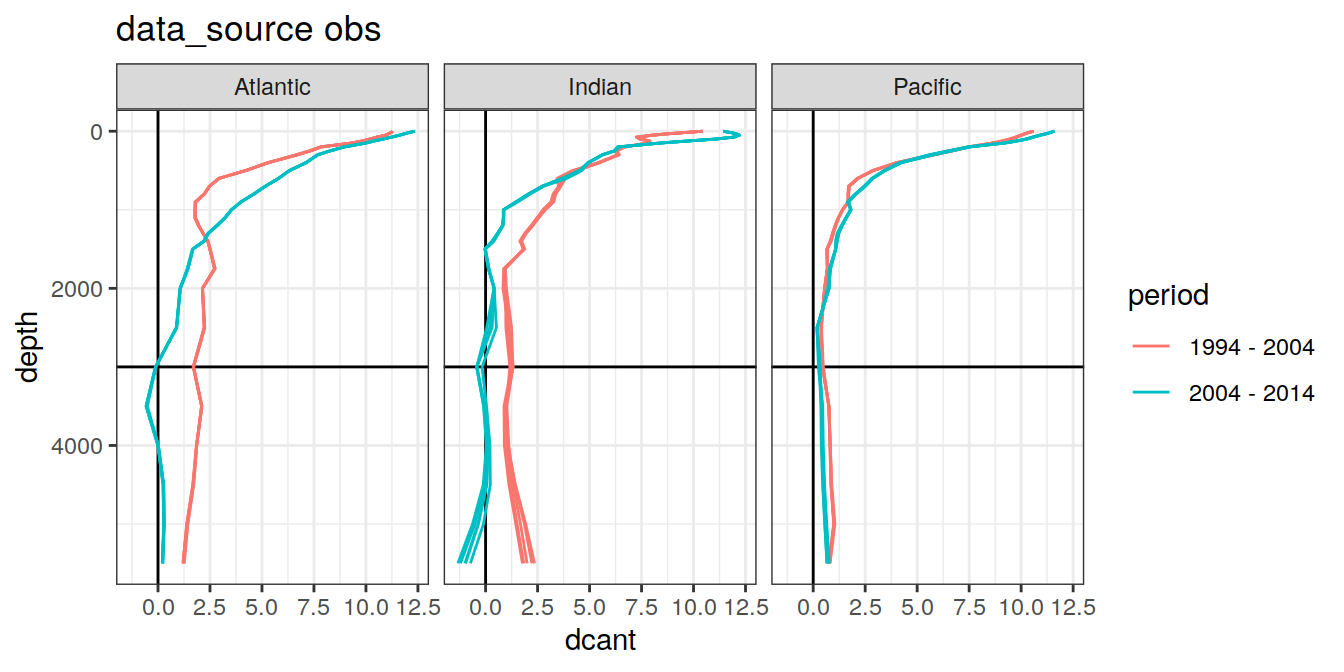 data_source obs
Atlantic Indian Pacific
0
2000
4000
depth
0.0 2.5 5.0 7.5 10.0 12.5 0.0 2.5 5.0 7.5 10.0 12.5 0.0 2.5 5.0 7.5 10.0 12.5
dcant
period
1994 - 2004
2004 - 2014